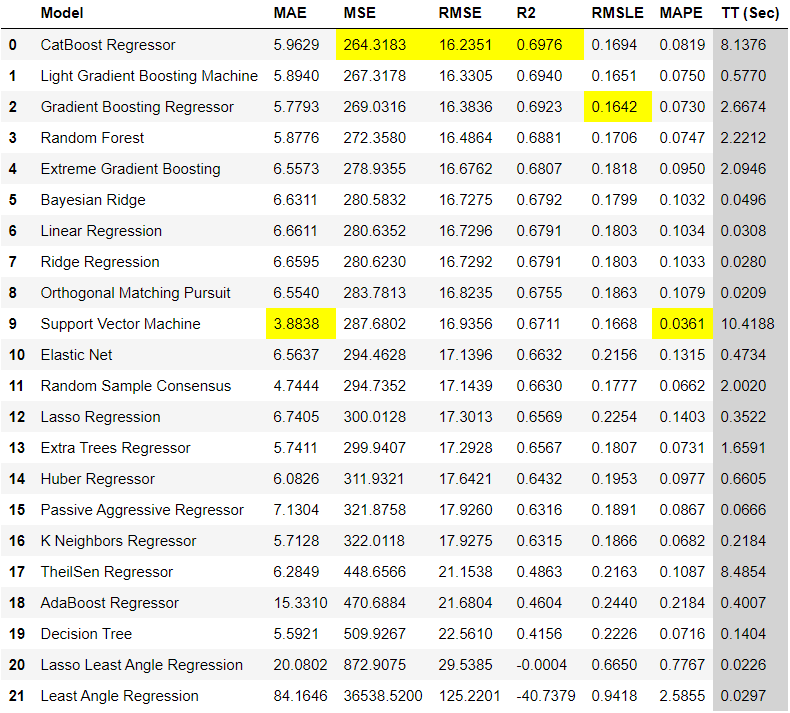 Model MAE MSE RMSE R2 RMSLE MAPE TT (Sec)
0 CatBoost Regressor 5.9629 264.3183 16.2351 0.6976 0.1694 0.0819 8.1376
1 Light Gradient Boosting Machine 5.8940 267.3178 16.3305 0.6940 0.1651 0.0750 0.5770
2 Gradient Boosting Regressor 5.7793 269.0316 16.3836 0.6923 0.1642 0.0730 2.6674
3 Random Forest 5.8776 272.3580 16.4864 0.6881 0.1706 0.0747 2.2212
4 Extreme Gradient Boosting 6.5573 278.9355 16.6762 0.6807 0.1818 0.0950 2.0946
5 Bayesian Ridge 6.6311 280.5832 16.7275 0.6792 0.1799 0.1032 0.0496
6 Linear Regression 6.6611 280.6352 16.7296 0.6791 0.1803 0.1034 0.0308
7 Ridge Regression 6.6595 280.6230 16.7292 0.6791 0.1803 0.1033 0.0280
8 Orthogonal Matching Pursuit 6.5540 283.7813 16.8235 0.6755 0.1863 0.1079 0.0209
9 Support Vector Machine 3.8838 287.6802 16.9356 0.6711 0.1668 0.0361 10.4188
10 Elastic Net 6.5637 294.4628 17.1396 0.6632 0.2156 0.1315 0.4734
11 Random Sample Consensus 4.7444 294.7352 17.1439 0.6630 0.1777 0.0662 2.0020
12 Lasso Regression 6.7405 300.0128 17.3013 0.6569 0.2254 0.1403 0.3522
13 Extra Trees Regressor 5.7411 299.9407 17.2928 0.6567 0.1807 0.0731 1.6591
14 Huber Regressor 6.0826 311.9321 17.6421 0.6432 0.1953 0.0977 0.6605
15 Passive Aggressive Regressor 7.1304 321.8758 17.9260 0.6316 0.1891 0.0867 0.0666
16 K Neighbors Regressor 5.7128 322.0118 17.9275 0.6315 0.1866 0.0682 0.2184
17 TheilSen Regressor 6.2849 448.6566 21.1538 0.4863 0.2163 0.1087 8.4854
18 AdaBoost Regressor 15.3310 470.6884 21.6804 0.4604 0.2440 0.2184 0.4007
19 Decision Tree 5.5921 509.9267 22.5610 0.4156 0.2226 0.0716 0.1404
20 Lasso Least Angle Regression 20.0802 872.9075 29.5385 -0.0004 0.6650 0.7767 0.0226
21 Least Angle Regression 84.1646 36538.5200 125.2201 -40.7379 0.9418 2.5855 0.0297